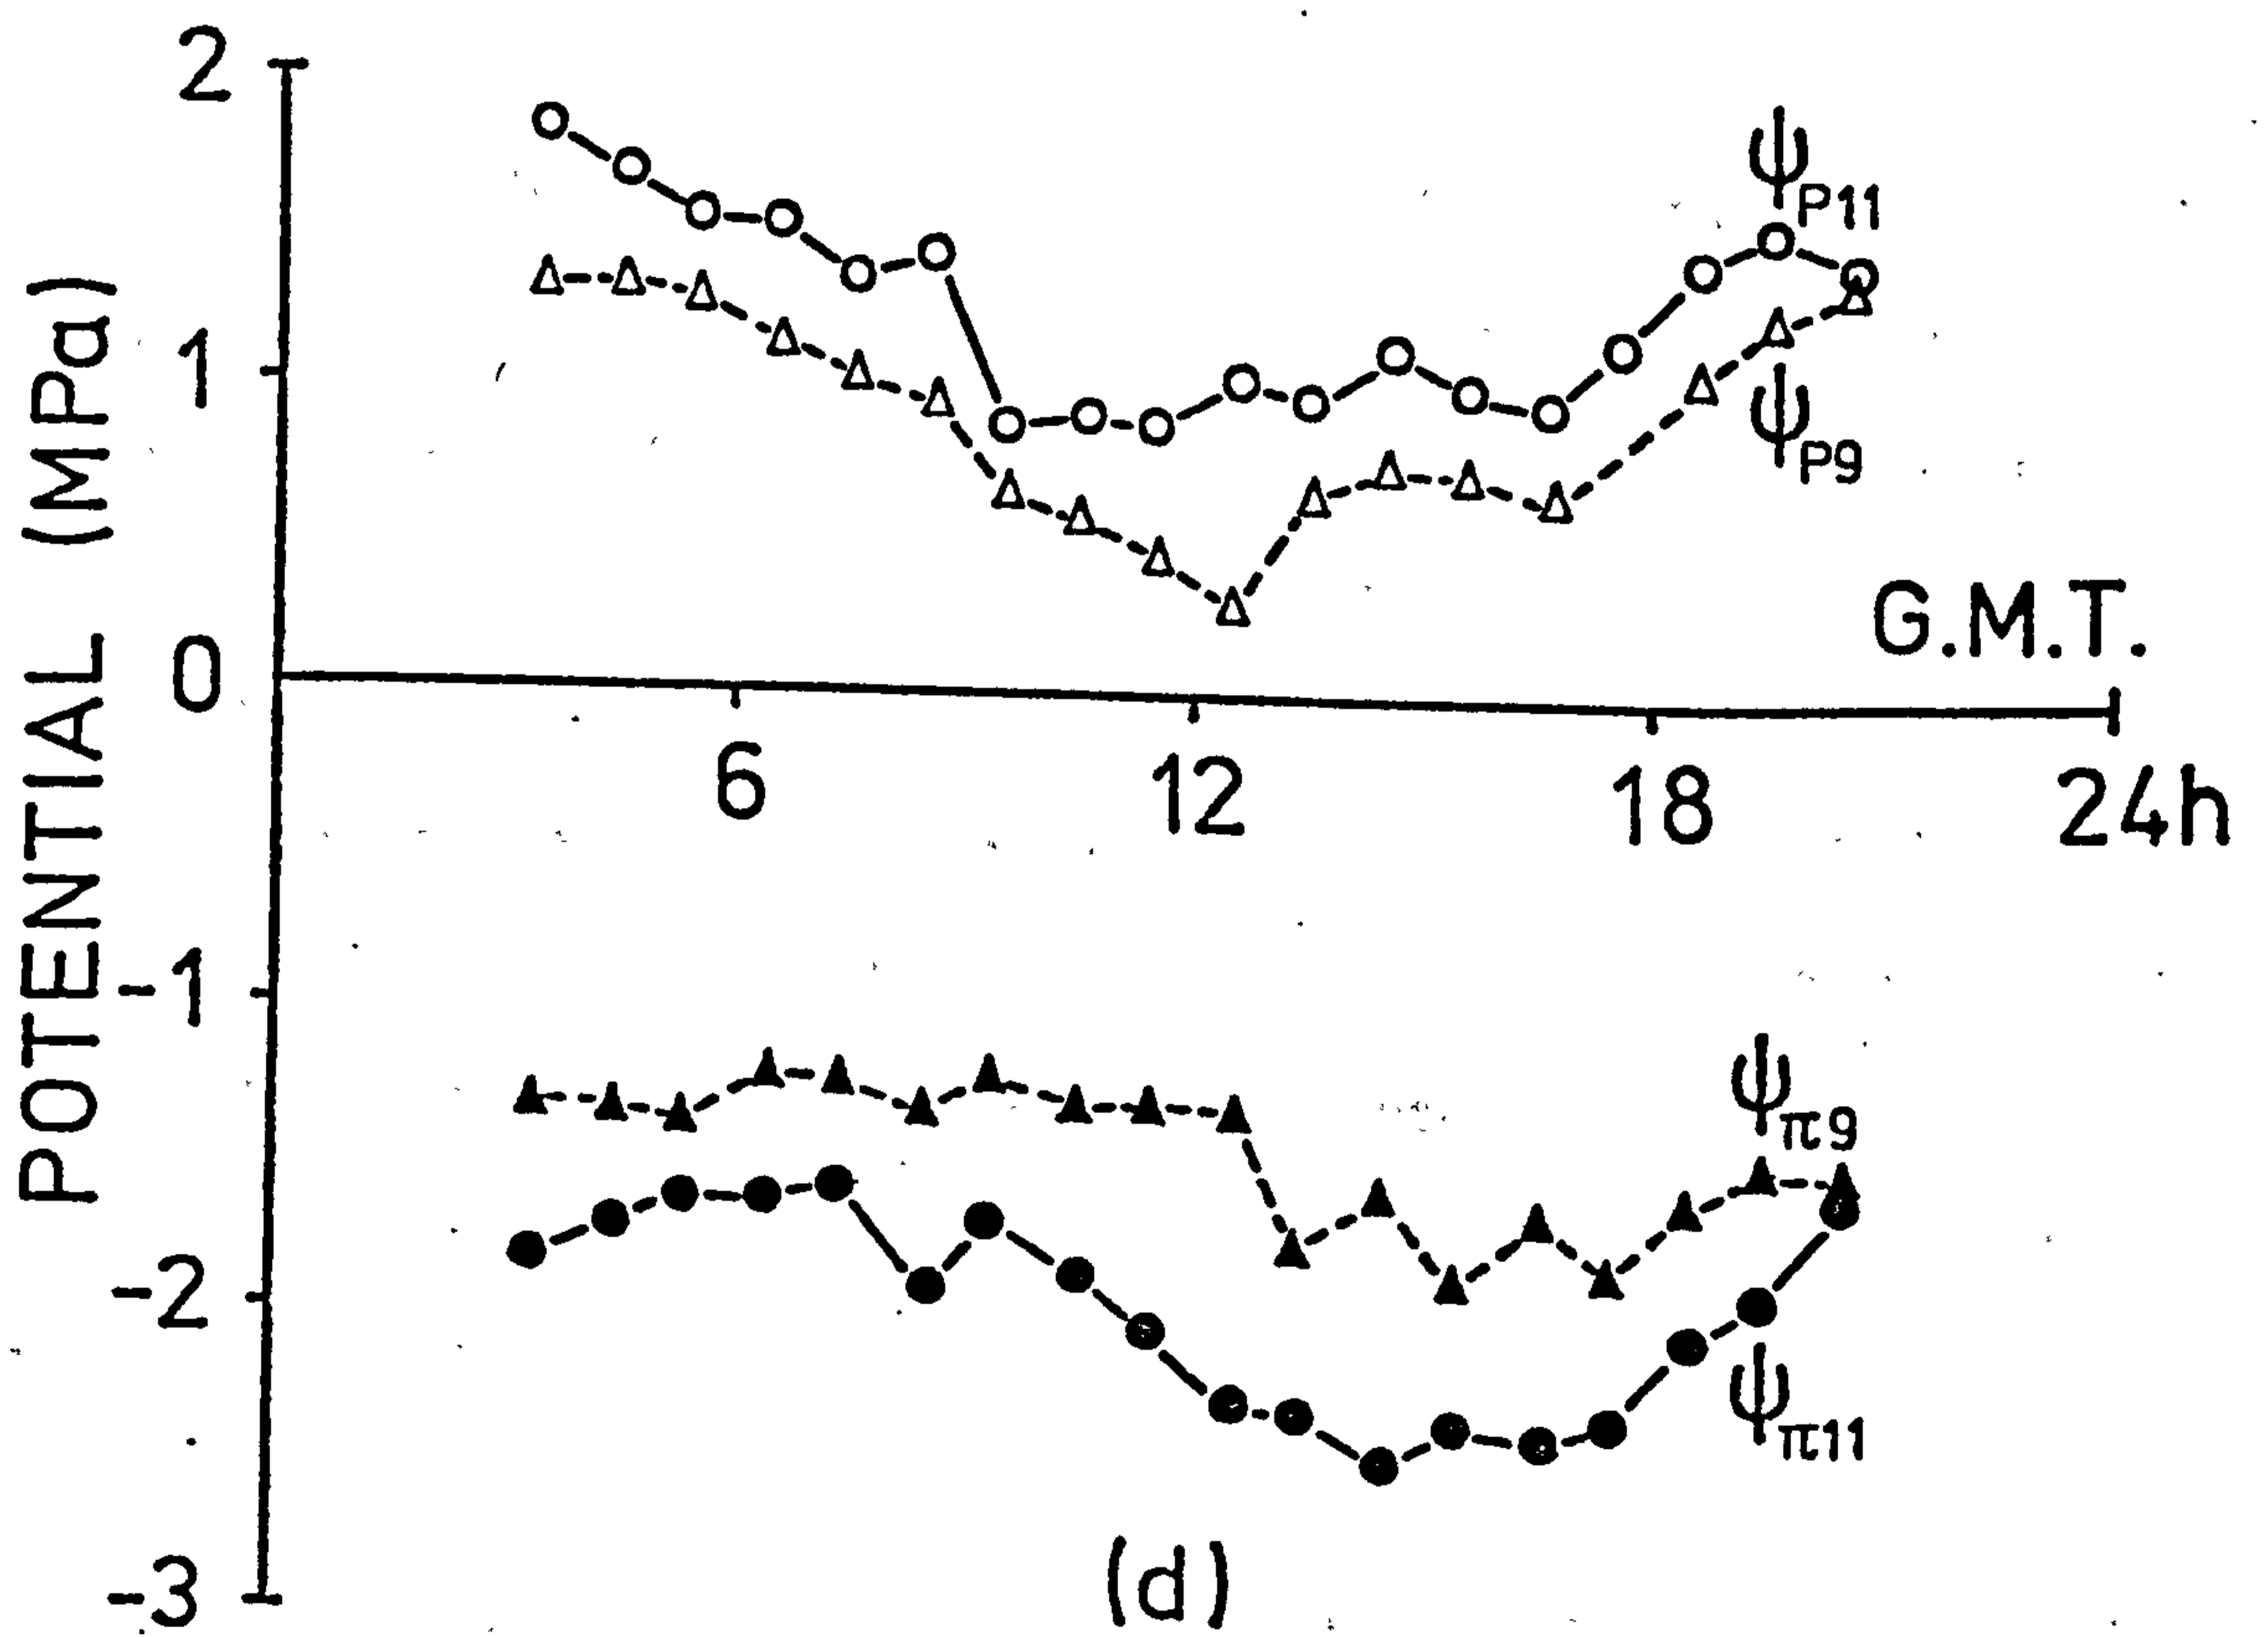 2
ψP11
1
ψP9
POTENTIAL (MPa)
G.M.T.
0
6 12 18 24h
-1
ψπ9
-2
ψπ11
-3
(d)